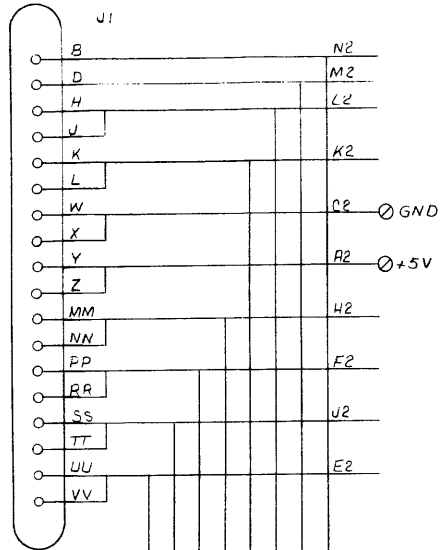 J1
B N2
D M2
H L2
J
K K2
L
W C2 GND
X
Y A2 +5V
Z
MM H2
NN
PP F2
RR
SS J2
TT
UU E2
VV